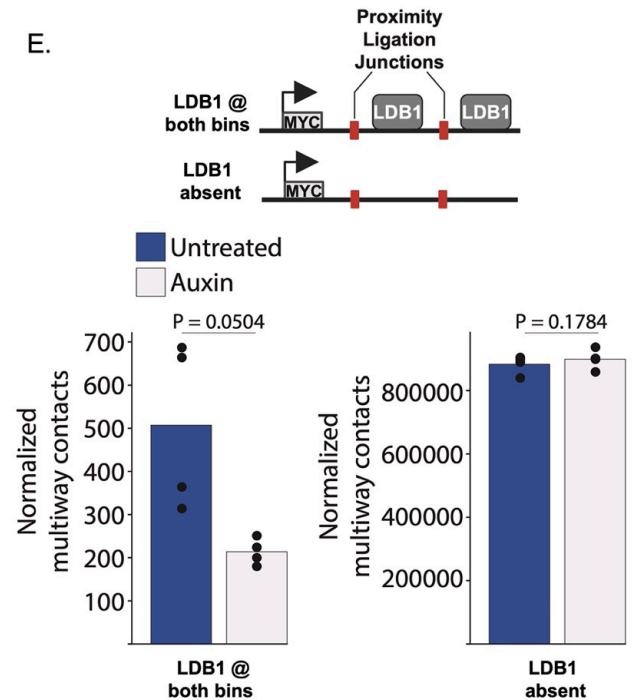 E.
Proximity
Ligation
Junctions
LDB1 @
both bins
MYC
LDB1
LDB1
LDB1
absent
MYC
Untreated
Auxin
P = 0.0504
Normalized
multiway contacts
700
600
500
400
300
200
100
LDB1 @
both bins
P = 0.1784
Normalized
multiway contacts
800000
600000
400000
200000
LDB1
absent